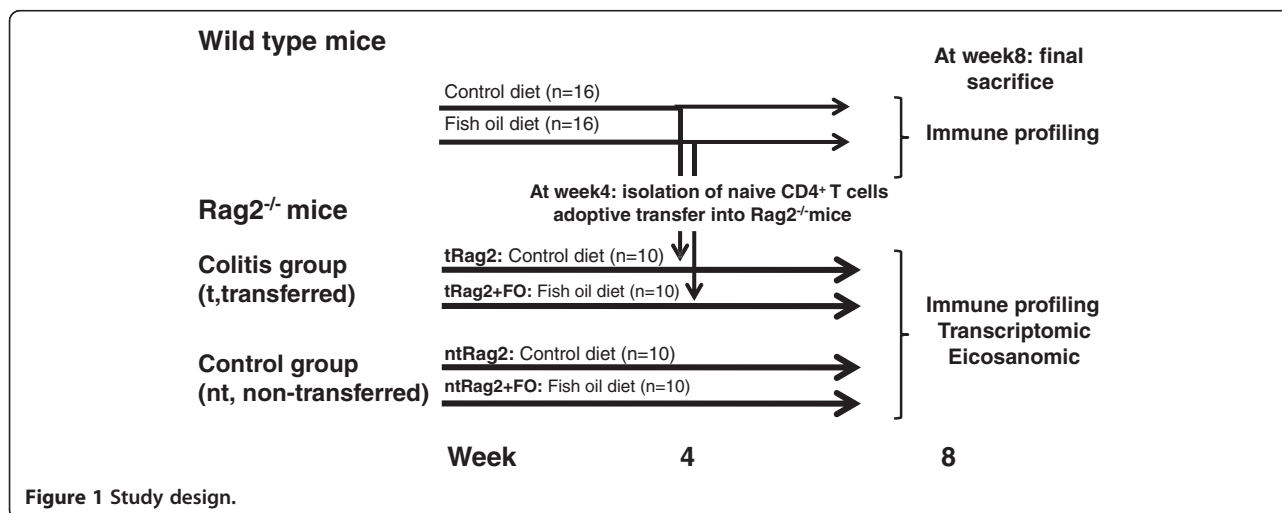 Wild type mice
At week8: final
sacrifice
Control diet (n=16)
Fish oil diet (n=16)
Immune profiling
At week4: isolation of naive CD4+ T cells
adoptive transfer into Rag2-/-mice
Rag2-/- mice
Colitis group
(t,transferred)
tRag2: Control diet (n=10)
tRag2+FO: Fish oil diet (n=10)
Immune profiling
Transcriptomic
Eicosanomic
Control group
(nt, non-transferred)
ntRag2: Control diet (n=10)
ntRag2+FO: Fish oil diet (n=10)
Week 4 8
Figure 1 Study design.